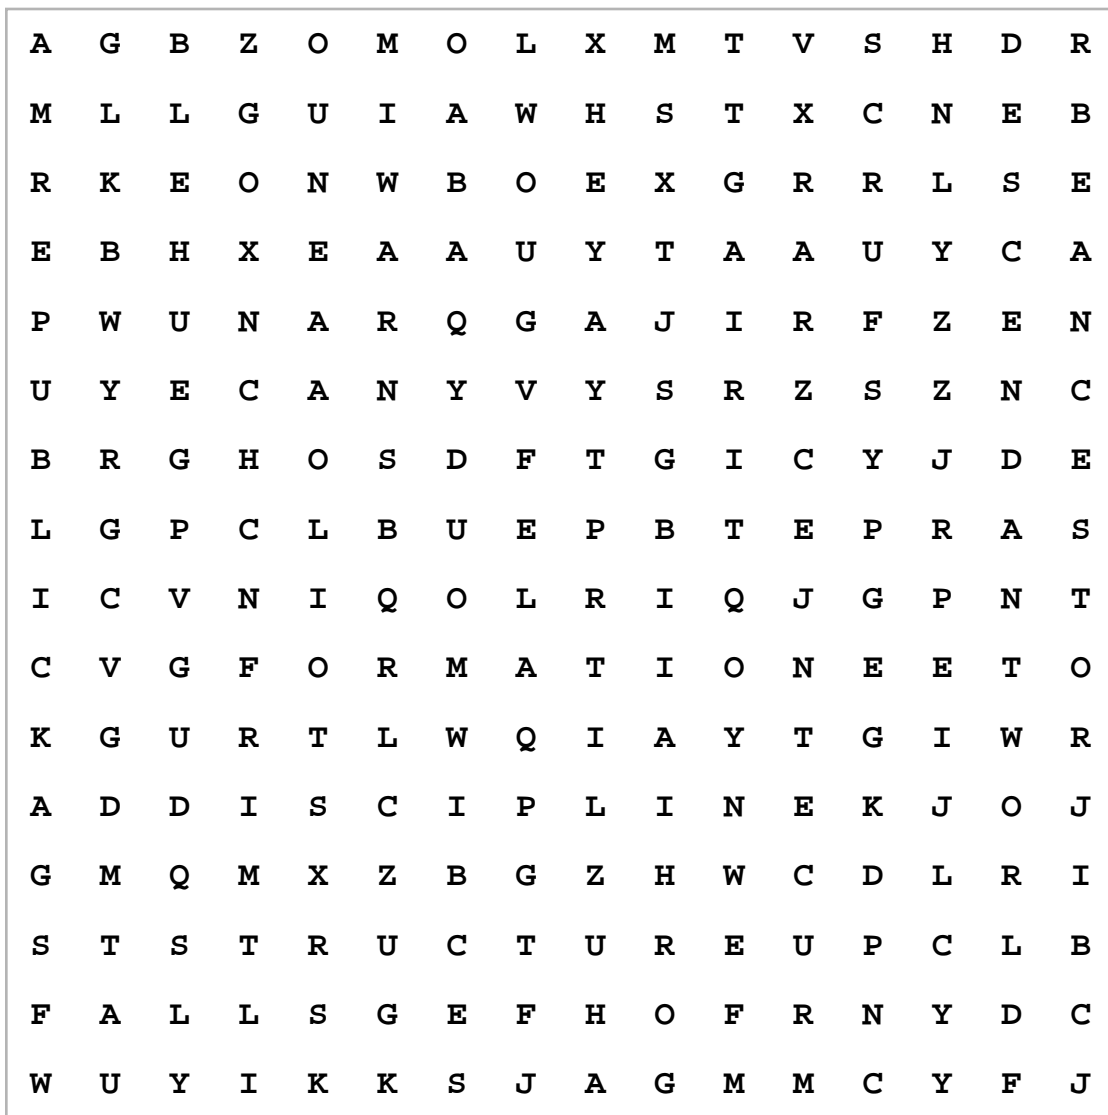 A G B Z O M O L X M T V S H D R
M L L G U I A W H S T X C N E B
R K E O N W B O E X G R R L S E
E B H X E A A U Y T A A U Y C A
P W U N A R Q G A J I R F Z E N
U Y E C A N Y V Y S R Z S Z N C
B R G H O S D F T G I C Y J D E
L G P C L B U E P B T E P R A S
I C V N I Q O L R I Q J G P N T
C V G F O R M A T I O N E E T O
K G U R T L W Q I A Y T G I W R
A D D I S C I P L I N E K J O J
G M Q M X Z B G Z H W C D L R I
S T S T R U C T U R E U P C L B
F A L L S G E F H O F R N Y D C
W U Y I K K S J A G M M C Y F J